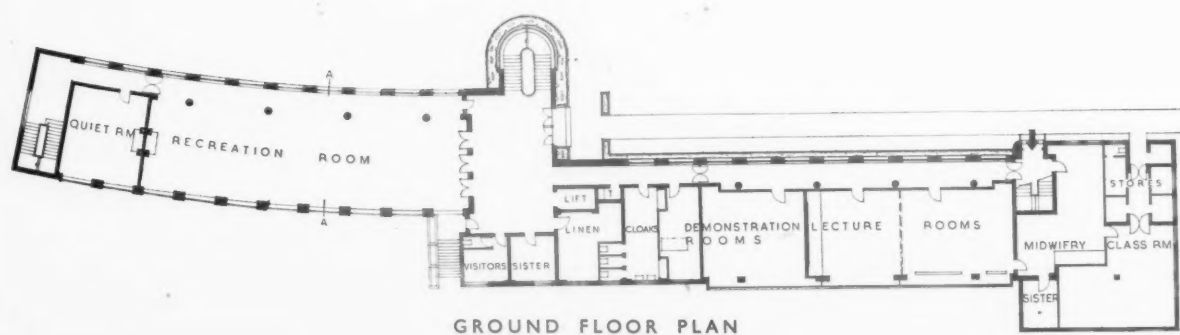 A
QUIET RM
RECREATION ROOM
A
LIFT
LINEN
CLOAKS
VISITORS
SISTER
DEMONSTRATION
ROOMS
LECTURE ROOMS
MIDWIFRY
STORES
CLASS RM
SISTER
GROUND FLOOR PLAN